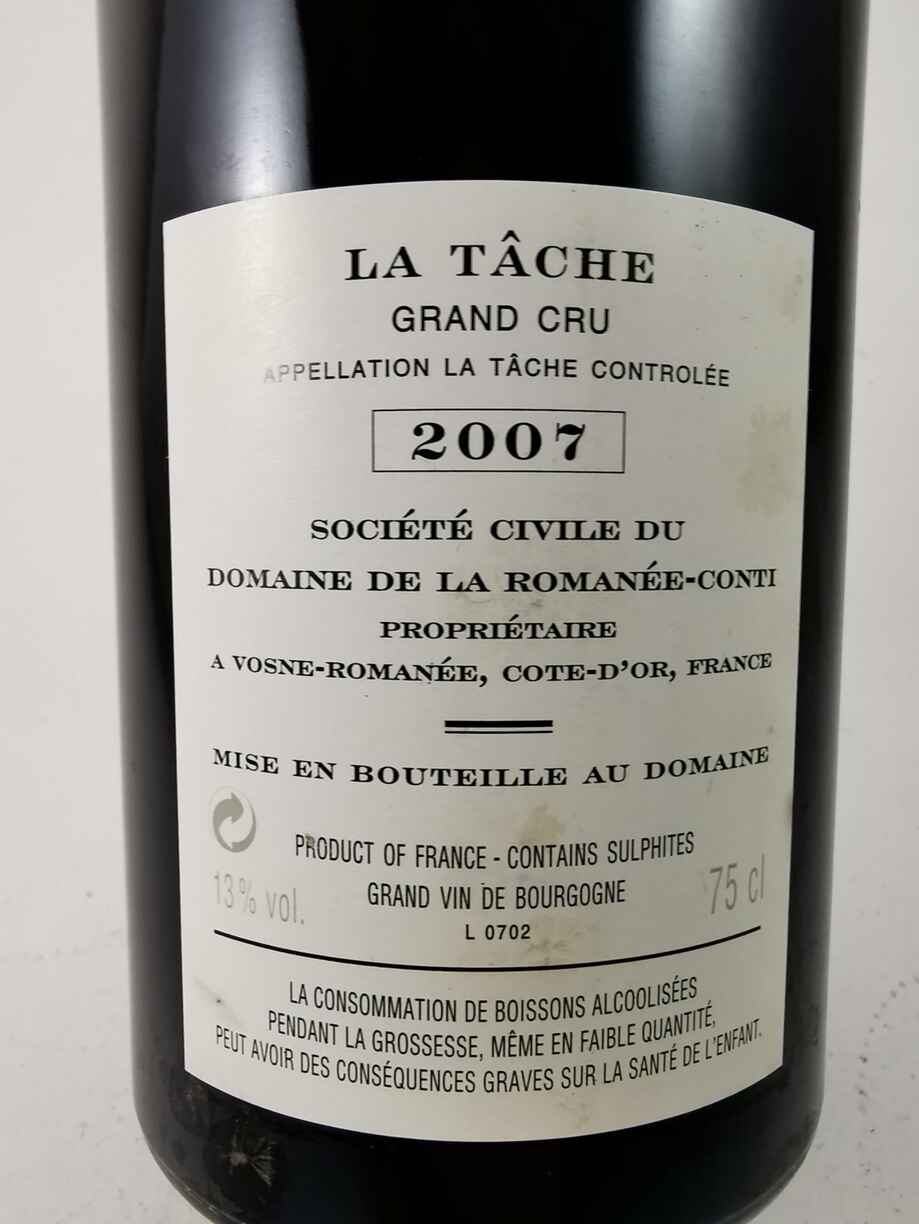 LA TÂCHE
GRAND CRU
APPELLATION LA TÂCHE CONTROLÉE
2007
SOCIÉTÉ CIVILE DU
DOMAINE DE LA ROMANÉE-CONTI
PROPRIÉTAIRE
A VOSNE-ROMANÉE, COTE-D'OR, FRANCE
MISE EN BOUTEILLE AU DOMAINE
PRODUCT OF FRANCE - CONTAINS SULPHITES
13% vol. GRAND VIN DE BOURGOGNE 75 cl
L 0702
LA CONSOMMATION DE BOISSONS ALCOOLISÉES
PENDANT LA GROSSESSE, MÊME EN FAIBLE QUANTITÉ,
PEUT AVOIR DES CONSÉQUENCES GRAVES SUR LA SANTÉ DE L'ENFANT.